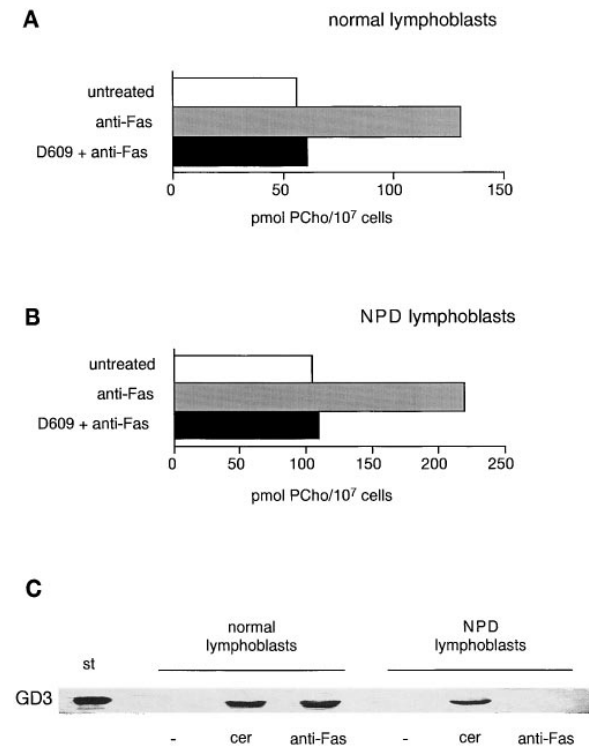 A
normal lymphoblasts
untreated
anti-Fas
D609 + anti-Fas
0 50 100 150
pmol PCho/10⁷ cells
B
NPD lymphoblasts
untreated
anti-Fas
D609 + anti-Fas
0 50 100 150 200 250
pmol PCho/10⁷ cells
C
normal lymphoblasts
NPD lymphoblasts
st
GD3
- cer anti-Fas - cer anti-Fas